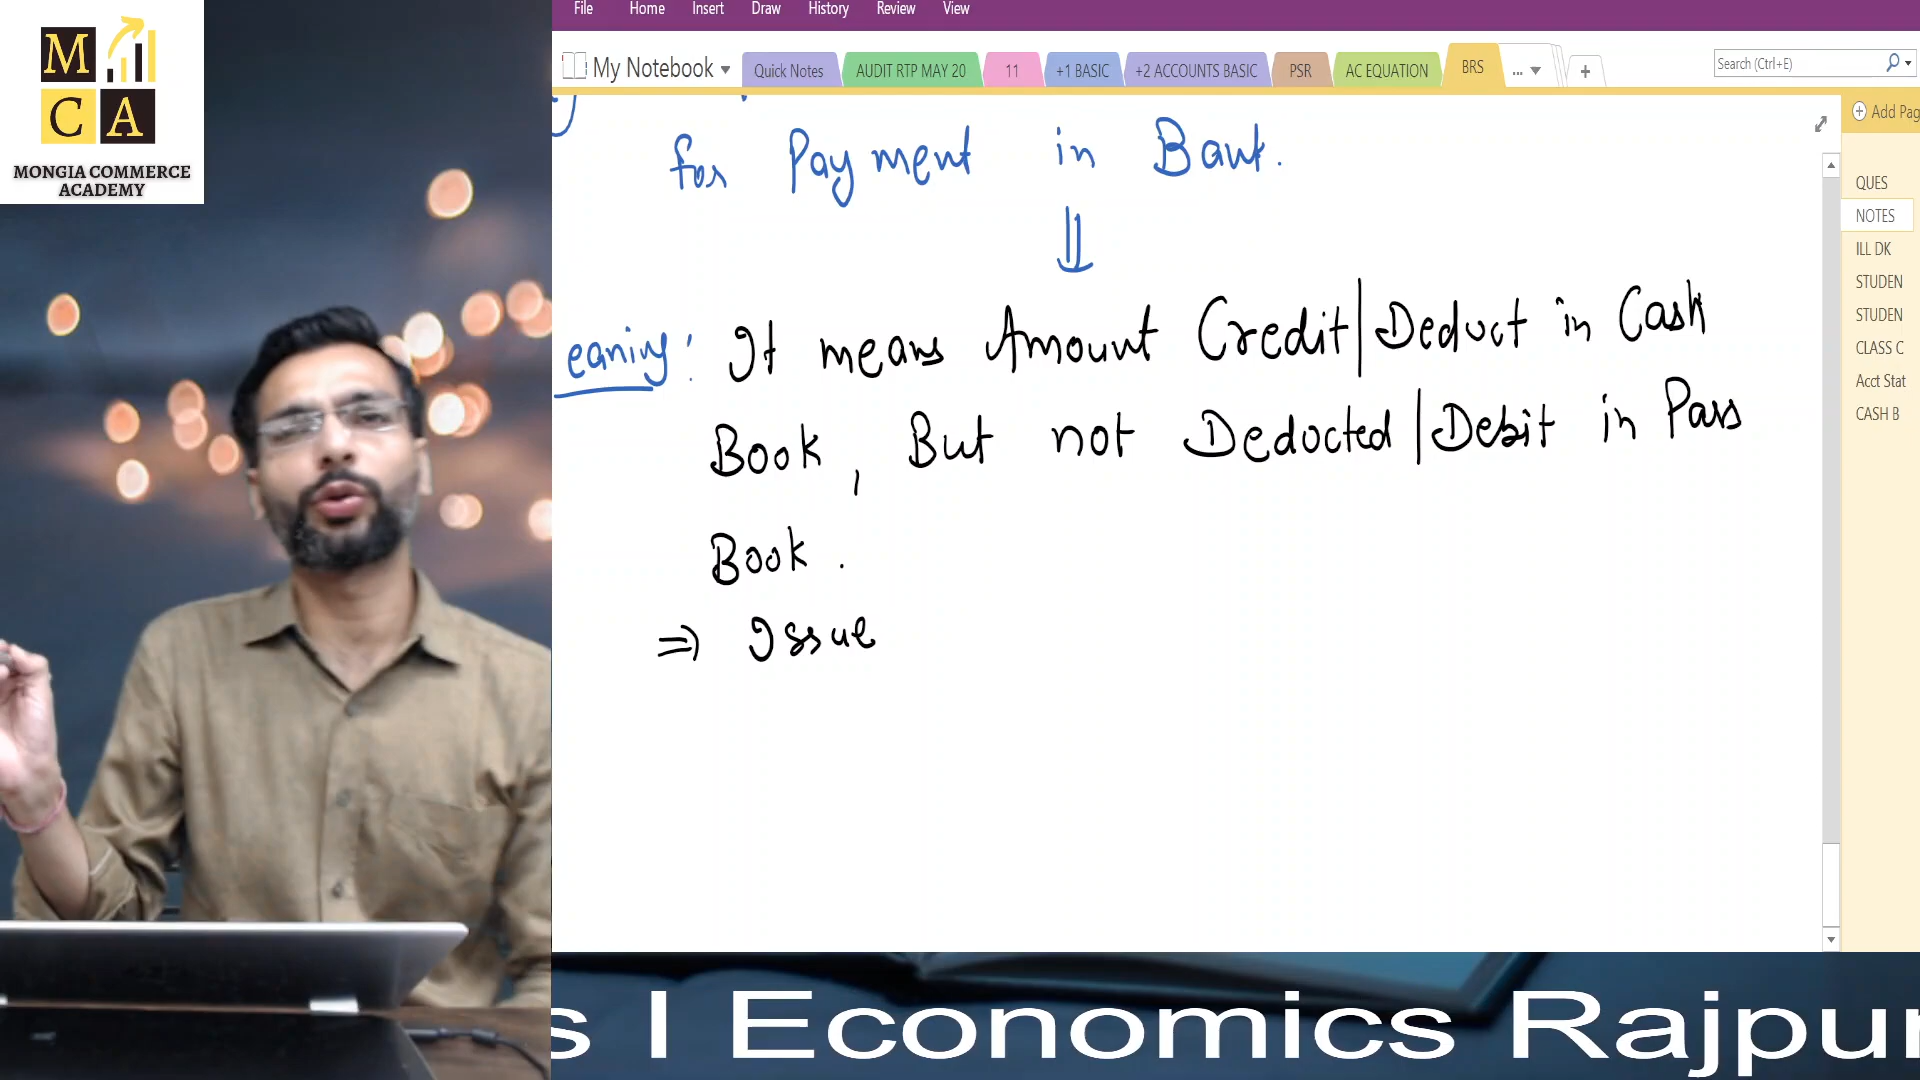 M
C A
MONGIA COMMERCE
ACADEMY
File Home Insert Draw History Review View
My Notebook
Quick Notes
AUDIT RTP MAY 20
11
+1 BASIC
+2 ACCOUNTS BASIC
PSR
AC EQUATION
BRS
...
+
Search (Ctrl+E)
Add Pag
QUES
NOTES
ILL DK
STUDEN
STUDEN
CLASS C
Acct Stat
CASH B
for Payment in Bank.
eaning: It means Amount Credit|Deduct in Cash
Book, But not Deducted|Debit in Pass
Book.
⇒ Issue
s I Economics Rajpur